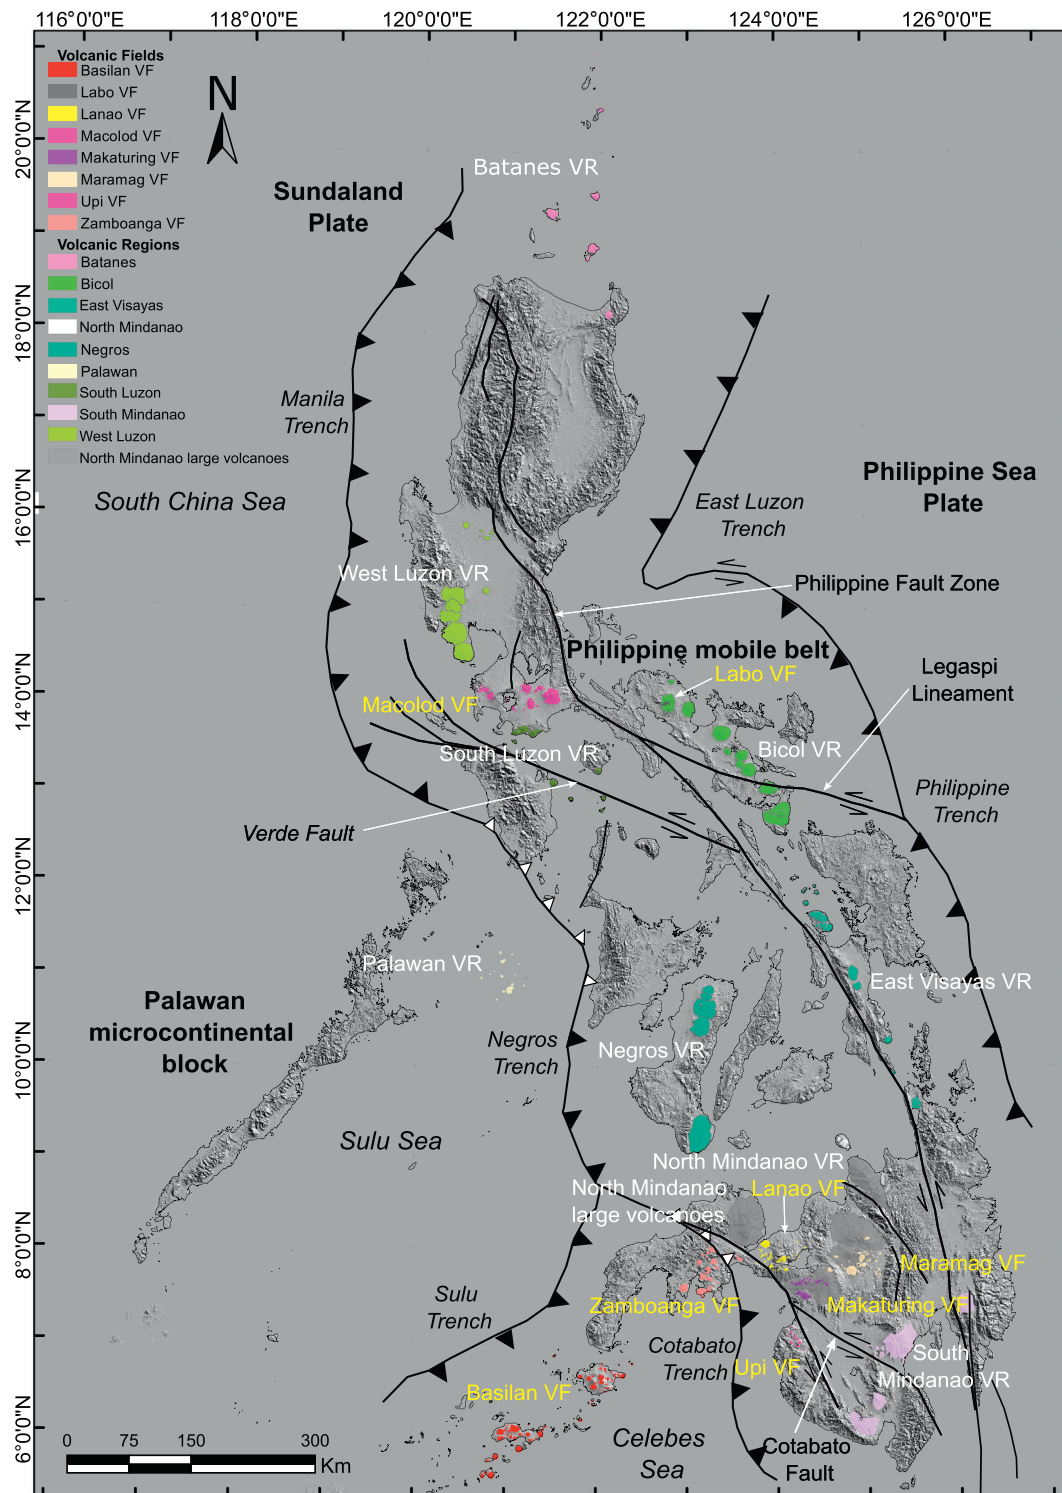 116°0'0"E
118°0'0"E
120°0'0"E
122°0'0"E
124°0'0"E
126°0'0"E
20°0'0"N
18°0'0"N
16°0'0"N
14°0'0"N
12°0'0"N
10°0'0"N
8°0'0"N
6°0'0"N
Volcanic Fields
Basilan VF
Labo VF
Lanao VF
Macolod VF
Makaturing VF
Maramag VF
Upi VF
Zamboanga VF
Volcanic Regions
Batanes
Bicol
East Visayas
North Mindanao
Negros
Palawan
South Luzon
South Mindanao
West Luzon
North Mindanao large volcanoes
N
Batanes VR
Sundaland
Plate
Manila
Trench
South China Sea
Philippine Sea
Plate
East Luzon
Trench
West Luzon VR
Philippine Fault Zone
Philippine mobile belt
Labo VF
Legaspi
Lineament
Macolod VF
South Luzon VR
Bicol VR
Philippine
Trench
Verde Fault
Palawan VR
East Visayas VR
Palawan
microcontinental
block
Negros
Trench
Negros VR
Sulu Sea
North Mindanao VR
North Mindanao
large volcanoes
Lanao VF
Maramag VF
Sulu
Trench
Zamboanga VF
Makaturing VF
Cotabato
Trench
Upi VF
South
Mindanao VR
Basilan VF
Celebes
Sea
Cotabato
Fault
0
75
150
300
Km